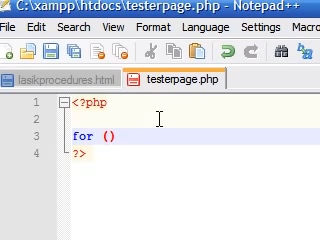 C:\xampp\htdocs\testerpage.php - Notepad++
File Edit Search View Format Language Settings Macro
lasikprocedures.html testerpage.php
1 <?php
2
3 for ()
4 ?>